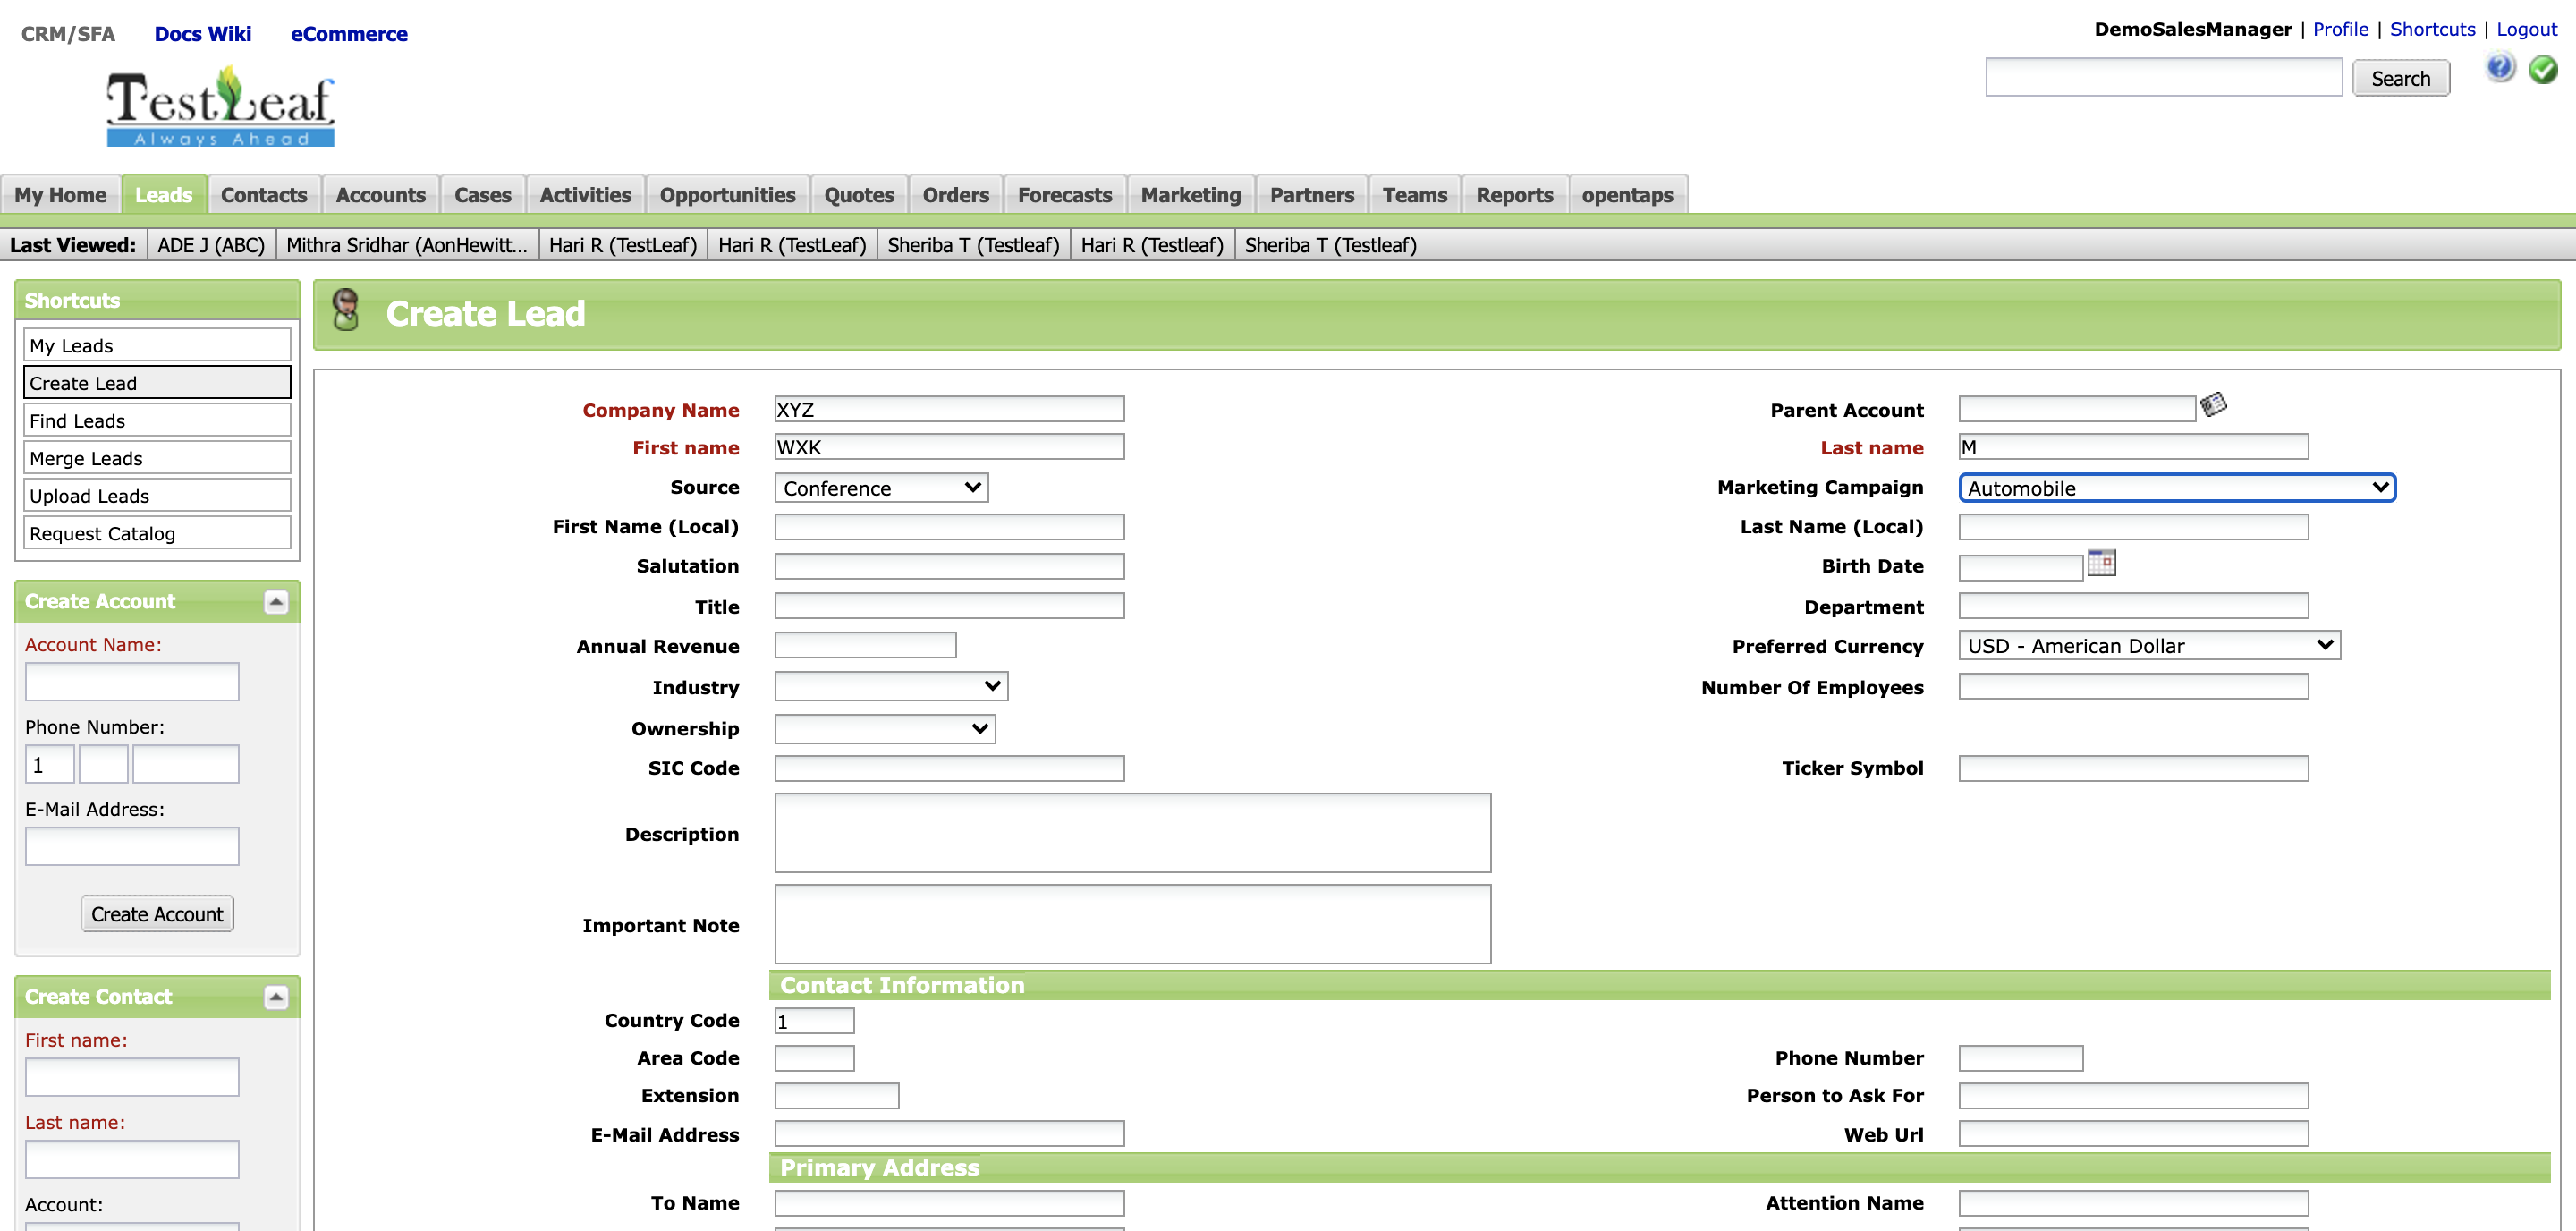 CRM/SFA Docs Wiki eCommerce
DemoSalesManager | Profile | Shortcuts | Logout
TestLeaf
Always Ahead
Search
My Home Leads Contacts Accounts Cases Activities Opportunities Quotes Orders Forecasts Marketing Partners Teams Reports opentaps
Last Viewed: ADE J (ABC) Mithra Sridhar (AonHewitt... Hari R (TestLeaf) Hari R (TestLeaf) Sheriba T (Testleaf) Hari R (Testleaf) Sheriba T (Testleaf)
Shortcuts
My Leads
Create Lead
Find Leads
Merge Leads
Upload Leads
Request Catalog
Create Account
Account Name:
Phone Number:
1
E-Mail Address:
Create Account
Create Contact
First name:
Last name:
Account:
Create Lead
Company Name XYZ Parent Account
First name WXK Last name M
Source Conference Marketing Campaign Automobile
First Name (Local) Last Name (Local)
Salutation Birth Date
Title Department
Annual Revenue Preferred Currency USD - American Dollar
Industry Number Of Employees
Ownership
SIC Code Ticker Symbol
Description
Important Note
Contact Information
Country Code 1
Area Code Phone Number
Extension Person to Ask For
E-Mail Address Web Url
Primary Address
To Name Attention Name